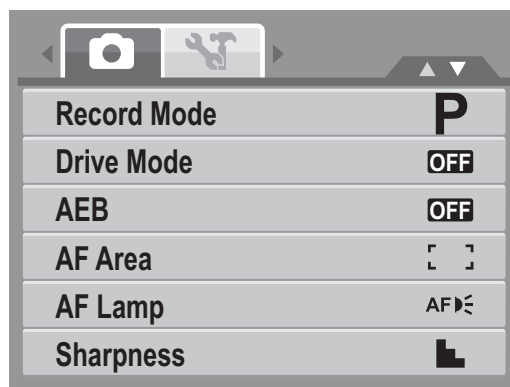 Record Mode P
Drive Mode OFF
AEB OFF
AF Area
AF Lamp AF
Sharpness